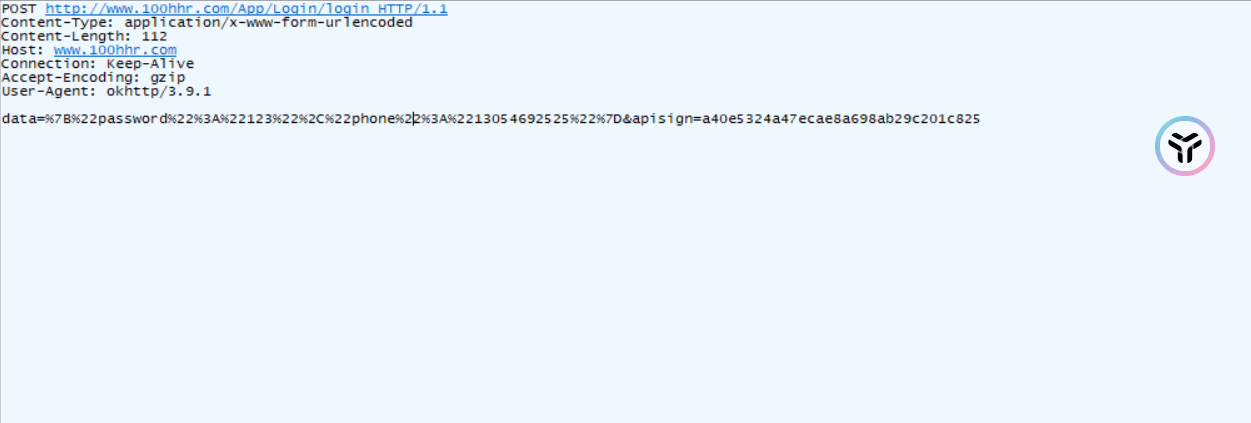 POST http://www.100hhr.com/App/Login/login HTTP/1.1
Content-Type: application/x-www-form-urlencoded
Content-Length: 112
Host: www.100hhr.com
Connection: Keep-Alive
Accept-Encoding: gzip
User-Agent: okhttp/3.9.1
data=%7B%22password%22%3A%22123%22%2C%22phone%22%3A%2213054692525%22%7D&apisign=a40e5324a47ecae8a698ab29c201c825